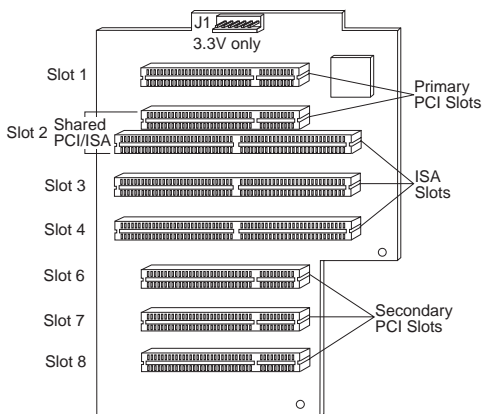 J1
3.3V only
Slot 1
Primary
PCI Slots
Slot 2
Shared
PCI/ISA
ISA
Slots
Slot 3
Slot 4
Slot 6
Secondary
PCI Slots
Slot 7
Slot 8